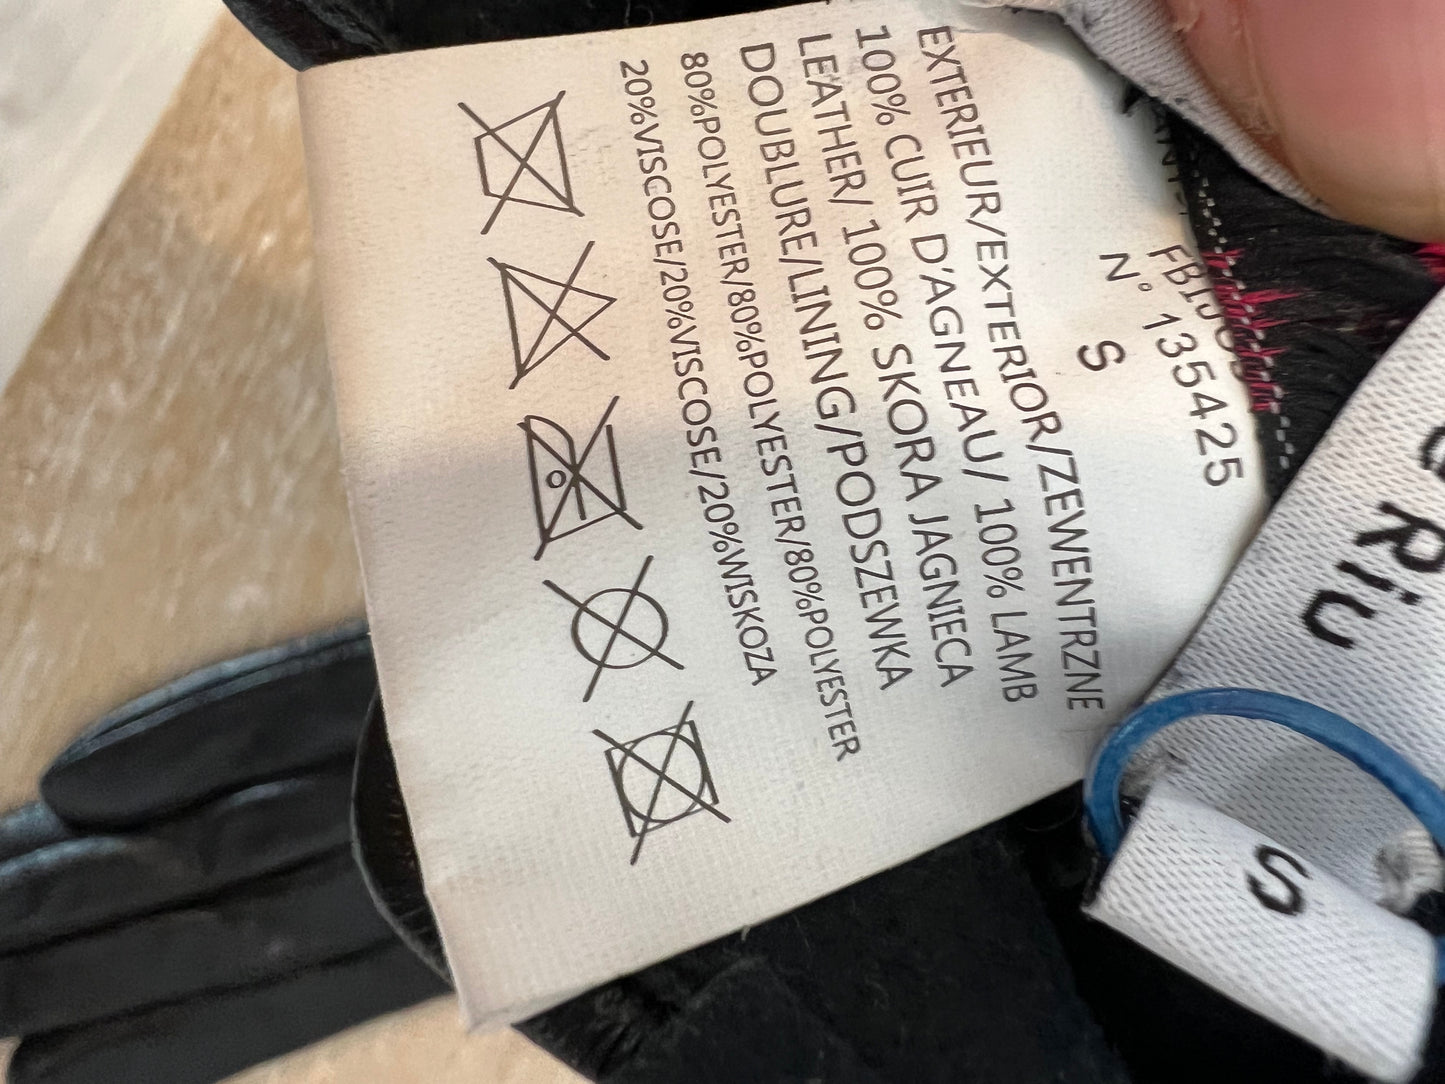 N° 135425
S
EXTERIEUR/EXTERIOR/ZEWENTRZNE
100% CUIR D'AGNEAU/ 100% LAMB
LEATHER/ 100% SKORA JAGNIECA
DOUBLURE/LINING/PODSZEWKA
80%POLYESTER/80%POLYESTER/80%POLYESTER
20%VISCOSE/20%VISCOSE/20%WISKOZA
RiU
S